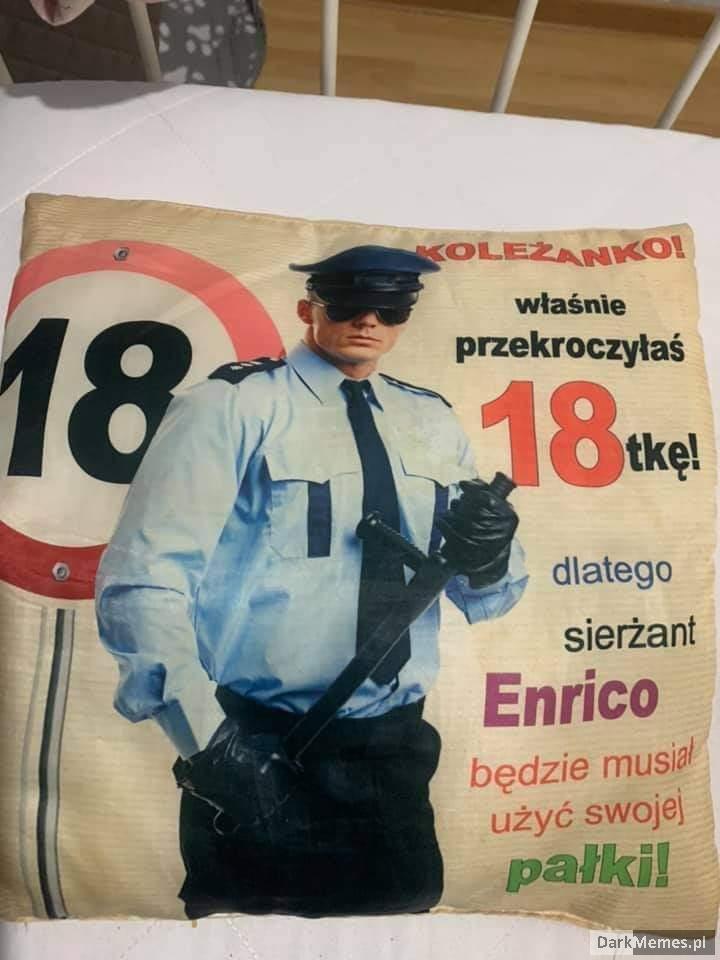 18
KOLEŻANKO!
właśnie
przekroczyłaś
18tkę!
dlatego
sierżant
Enrico
będzie musiał
użyć swojej
pałki!
DarkMemes.pl